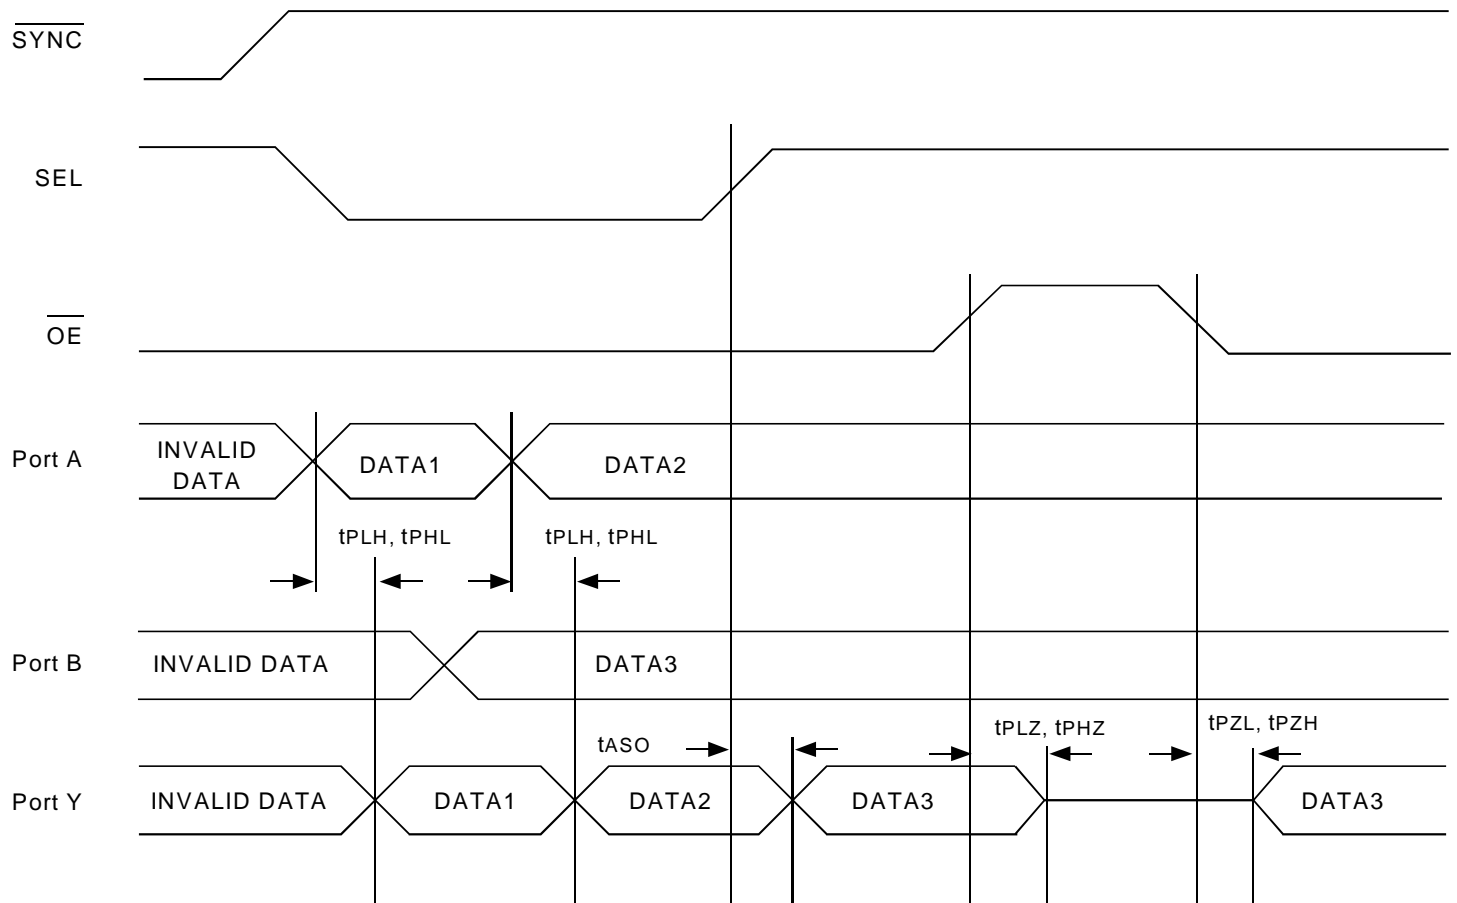 SYNC
SEL
OE
Port A
INVALID
DATA
DATA1
DATA2
tPLH, tPHL
tPLH, tPHL
Port B
INVALID DATA
DATA3
tASO
tPLZ, tPHZ
tPZL, tPZH
Port Y
INVALID DATA
DATA1
DATA2
DATA3
DATA3